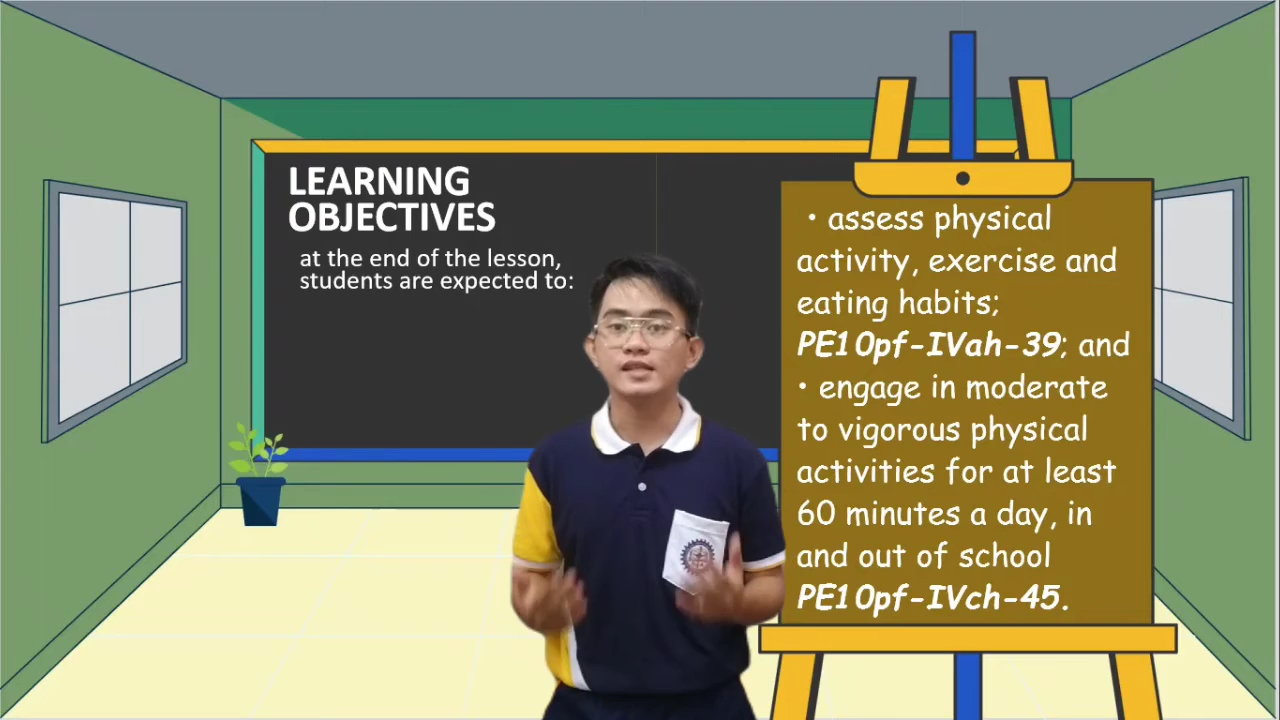 LEARNING
OBJECTIVES
at the end of the lesson,
students are expected to:
• assess physical
activity, exercise and
eating habits;
PE10pf-IVah-39; and
• engage in moderate
to vigorous physical
activities for at least
60 minutes a day, in
and out of school
PE10pf-IVch-45.